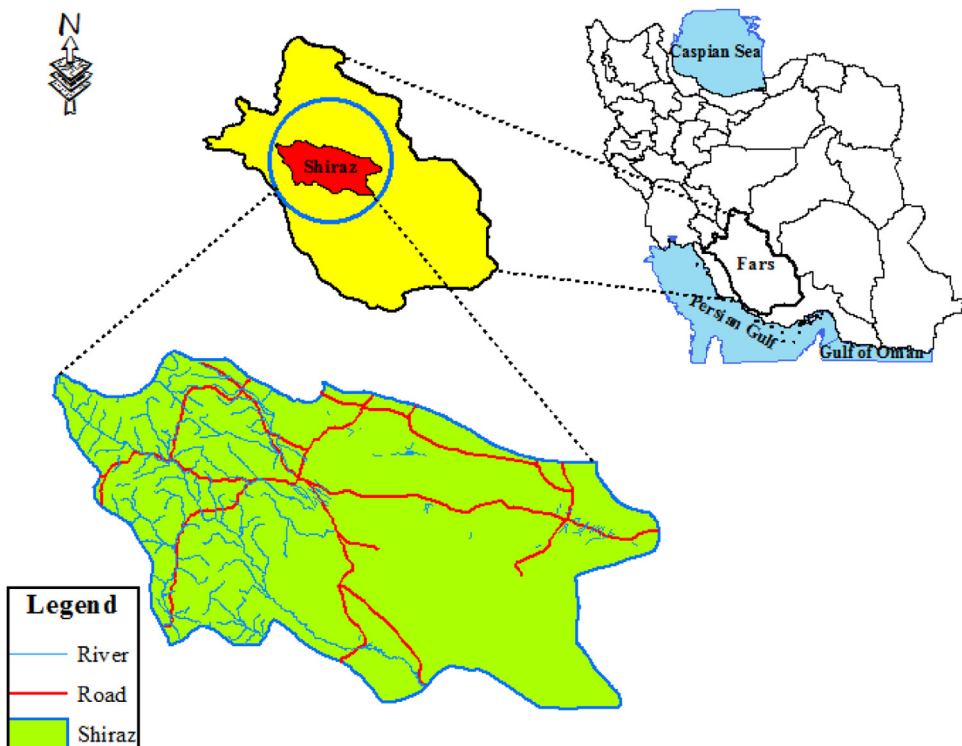 N
Caspian Sea
Shiraz
Fars
Persian Gulf
Gulf of Oman
Legend
River
Road
Shiraz